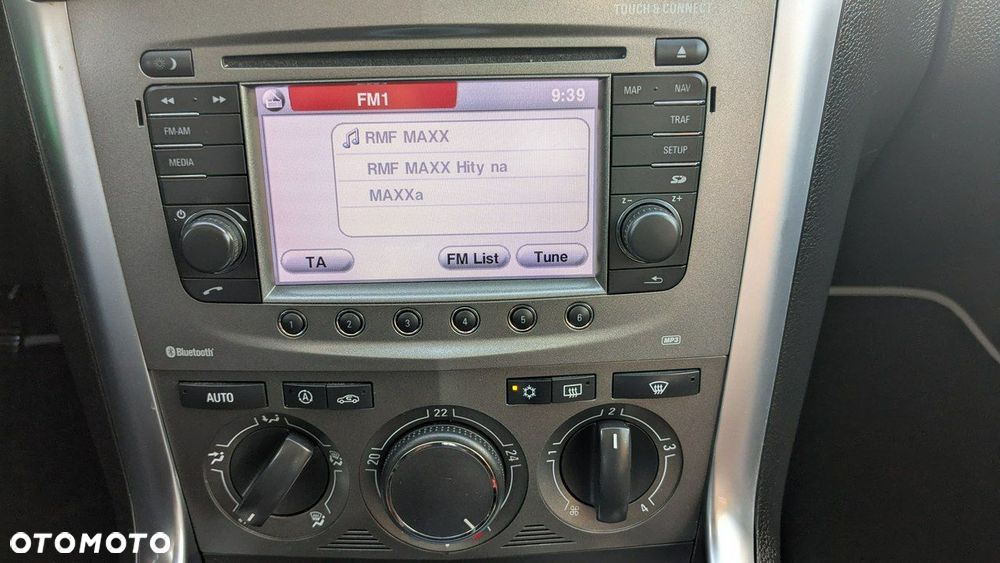 TOUCH & CONNECT
FM1 9:39
RMF MAXX
RMF MAXX Hity na
MAXXa
TA FM List Tune
FM-AM
MEDIA
MAP NAV
TRAF
SETUP
z- z+
1 2 3 4 5 6
Bluetooth MP3
AUTO A
20 22 24
1 2 3 4
OTOMOTO